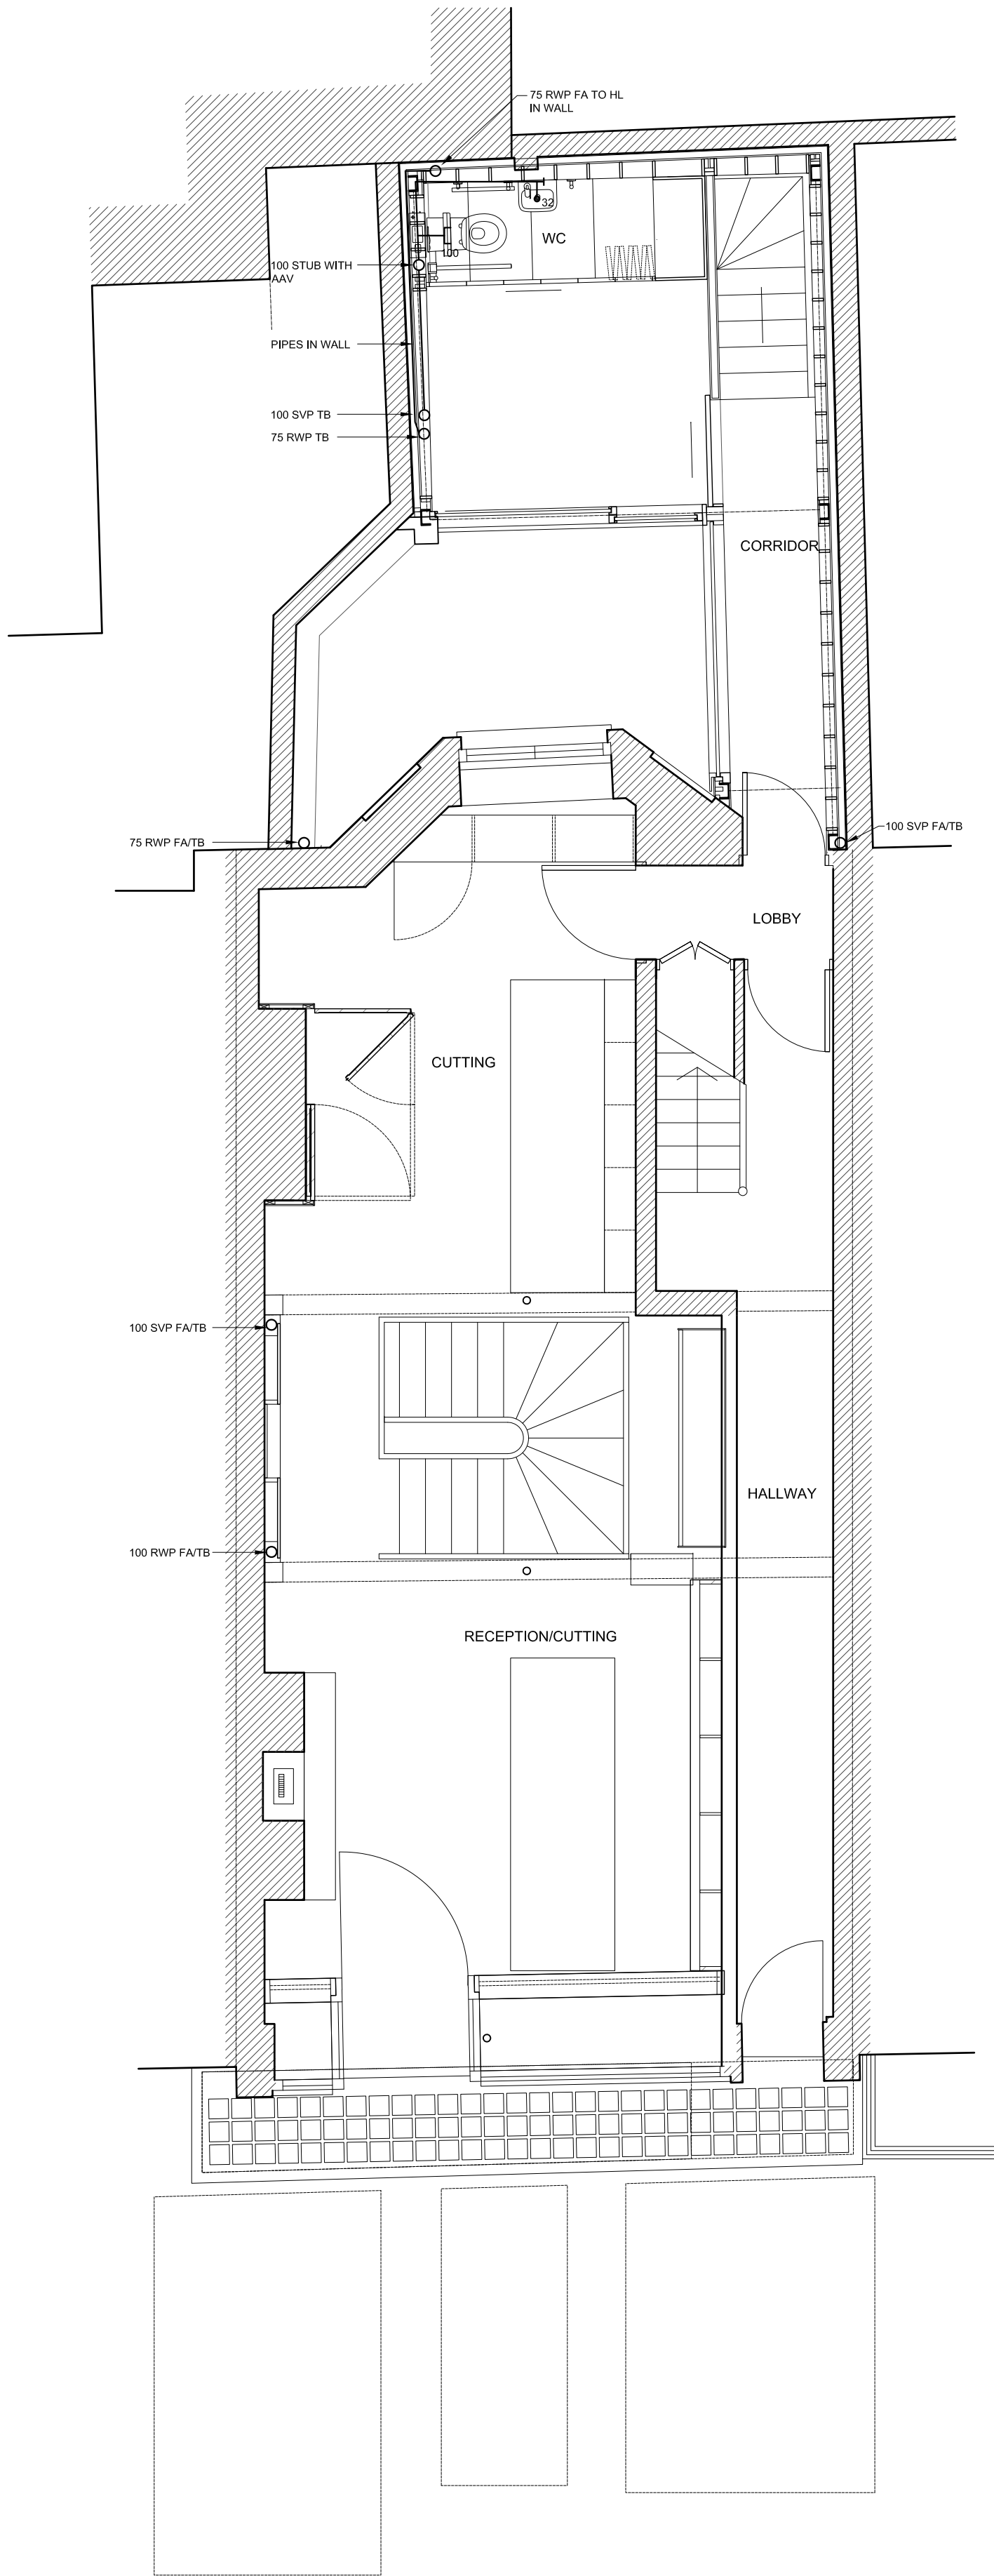 75 RWP FA TO HL
IN WALL
32
WC
100
100 STUB WITH
AAV
PIPES IN WALL
100 SVP TB
75 RWP TB
CORRIDOR
100 SVP FA/TB
75 RWP FA/TB
LOBBY
CUTTING
100 SVP FA/TB
HALLWAY
100 RWP FA/TB
RECEPTION/CUTTING